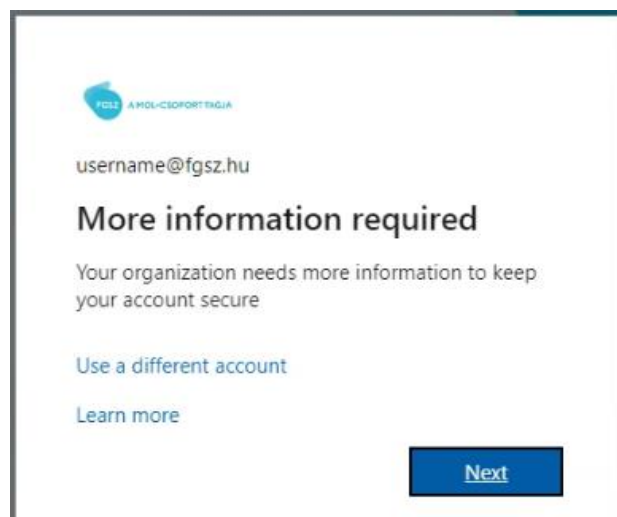 FGSZ A MOL-CSOPORT TAGJA
username@fgsz.hu
More information required
Your organization needs more information to keep
your account secure
Use a different account
Learn more
Next